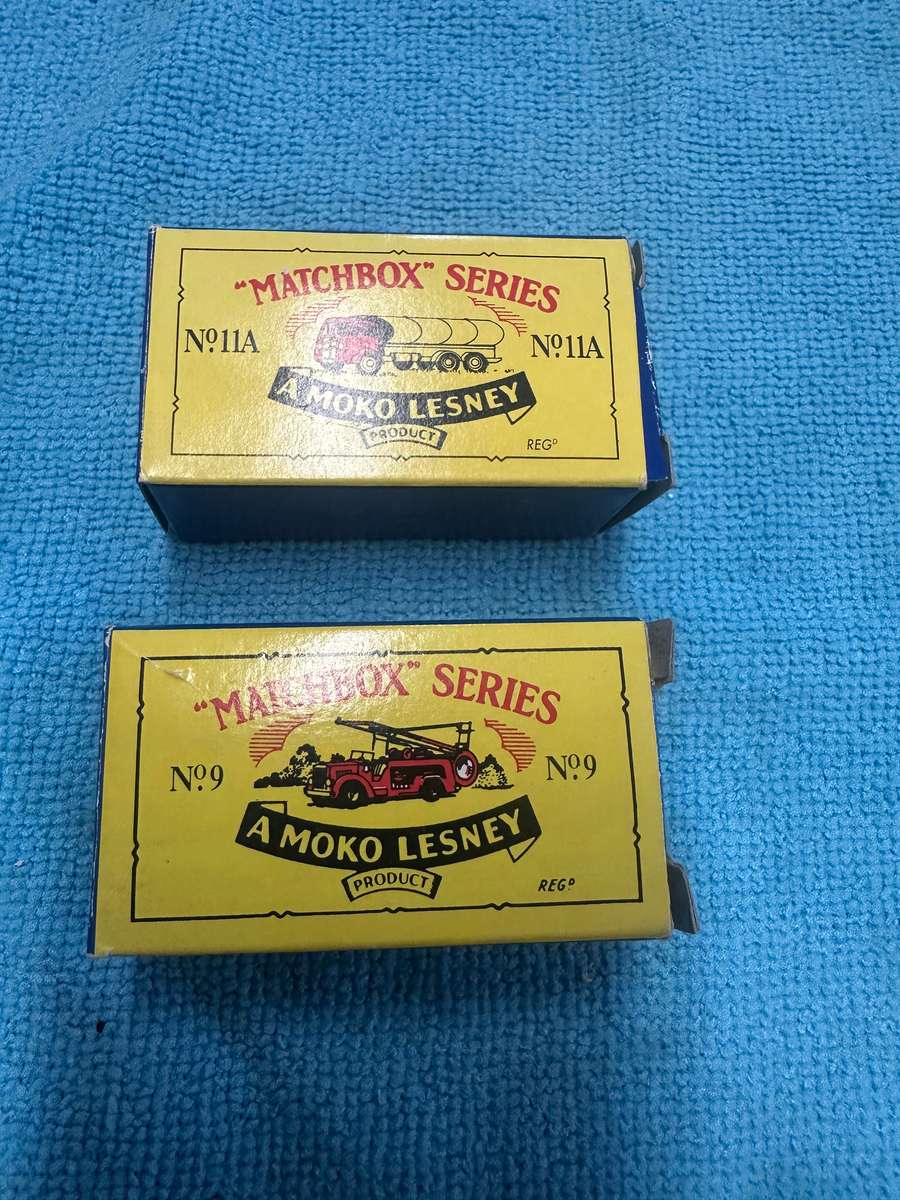 "MATCHBOX" SERIES
Nº.11A Nº.11A
A MOKO LESNEY
PRODUCT
REGD
"MATCHBOX" SERIES
Nº.9 Nº.9
A MOKO LESNEY
PRODUCT
REGD